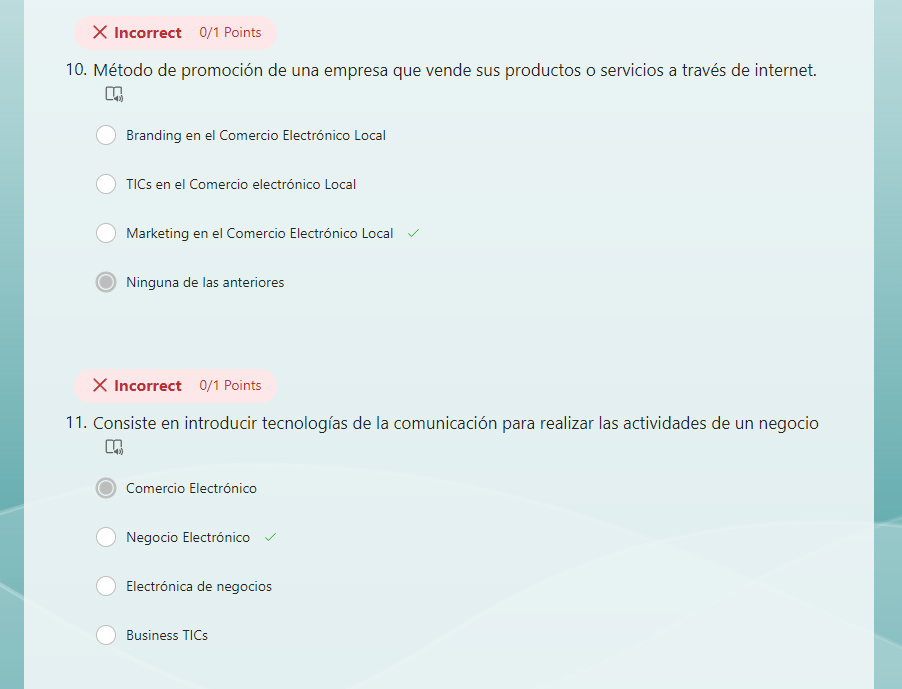 Incorrect 0/1 Points
10. Método de promoción de una empresa que vende sus productos o servicios a través de internet.
Branding en el Comercio Electrónico Local
TICs en el Comercio electrónico Local
Marketing en el Comercio Electrónico Local
Ninguna de las anteriores
Incorrect 0/1 Points
11. Consiste en introducir tecnologías de la comunicación para realizar las actividades de un negocio
Comercio Electrónico
Negocio Electrónico
Electrónica de negocios
Business TICs